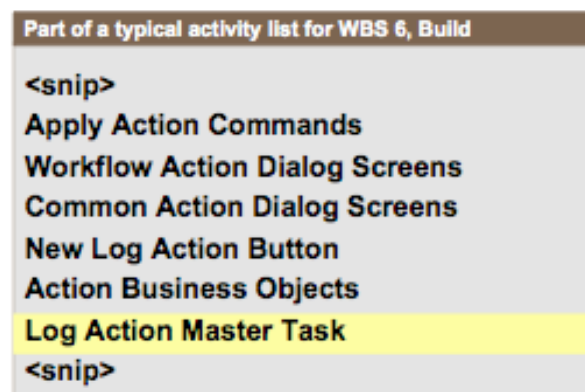 Part of a typical activity list for WBS 6, Build
<snip>
Apply Action Commands
Workflow Action Dialog Screens
Common Action Dialog Screens
New Log Action Button
Action Business Objects
Log Action Master Task
<snip>